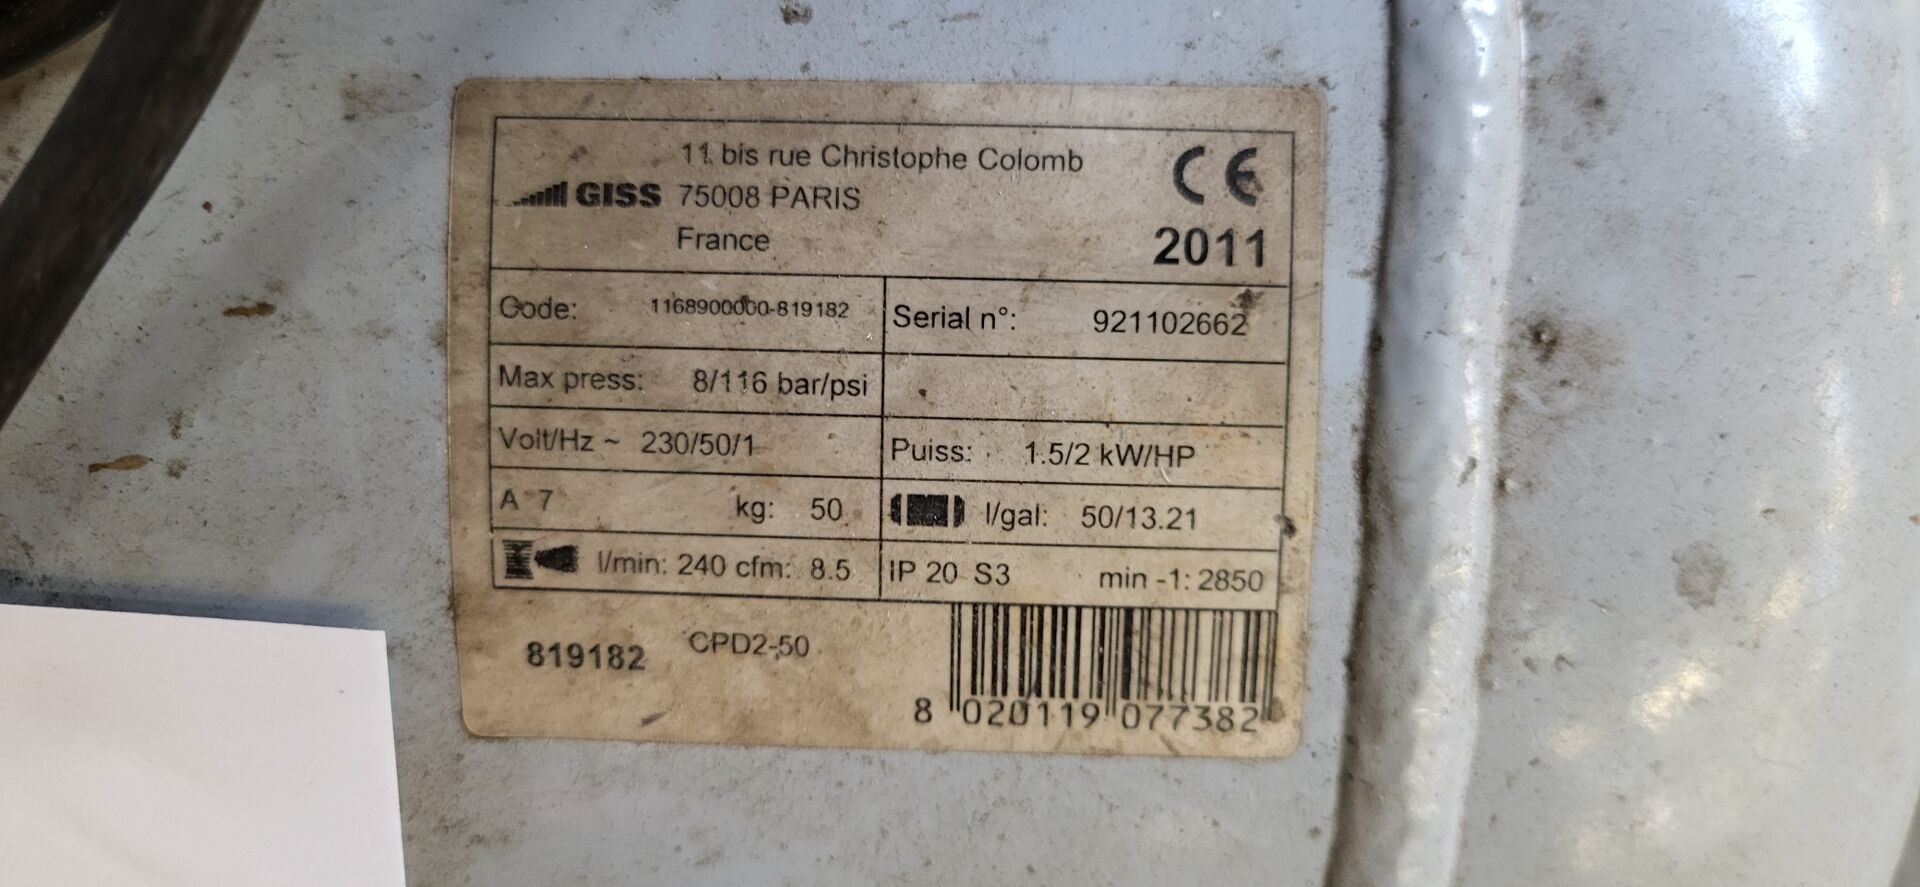 11 bis rue Christophe Colomb
GISS 75008 PARIS
France
CE
2011
Code: 1168900000-819182
Serial n°: 921102662
Max press: 8/116 bar/psi
Volt/Hz ~ 230/50/1
Puiss: 1.5/2 kW/HP
A 7 kg: 50
l/gal: 50/13.21
l/min: 240 cfm: 8.5
IP 20 S3 min -1: 2850
819182 CPD2-50
8 020119 077382